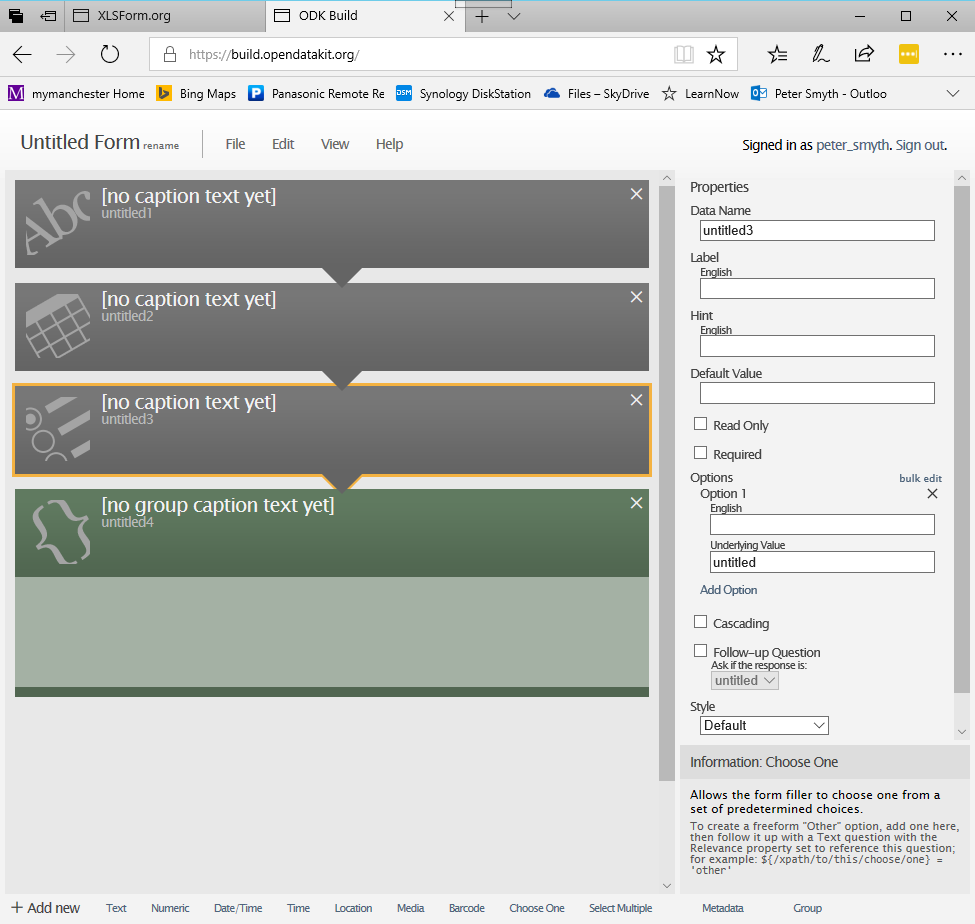 XLSForm.org
ODK Build
https://build.opendatakit.org/
mymanchester Home
Bing Maps
Panasonic Remote Re
DSM
Synology DiskStation
Files – SkyDrive
LearnNow
Peter Smyth - Outloo
Untitled Form rename
File
Edit
View
Help
Signed in as peter_smyth. Sign out.
Abc
[no caption text yet]
untitled1
[no caption text yet]
untitled2
[no caption text yet]
untitled3
{}
[no group caption text yet]
untitled4
Properties
Data Name
untitled3
Label
English
Hint
English
Default Value
Read Only
Required
Options
bulk edit
Option 1
English
Underlying Value
untitled
Add Option
Cascading
Follow-up Question
Ask if the response is:
untitled
Style
Default
Information: Choose One
Allows the form filler to choose one from a
set of predetermined choices.
To create a freeform "Other" option, add one here,
then follow it up with a Text question with the
Relevance property set to reference this question;
for example: ${/xpath/to/this/choose/one} =
'other'
+ Add new
Text
Numeric
Date/Time
Time
Location
Media
Barcode
Choose One
Select Multiple
Metadata
Group